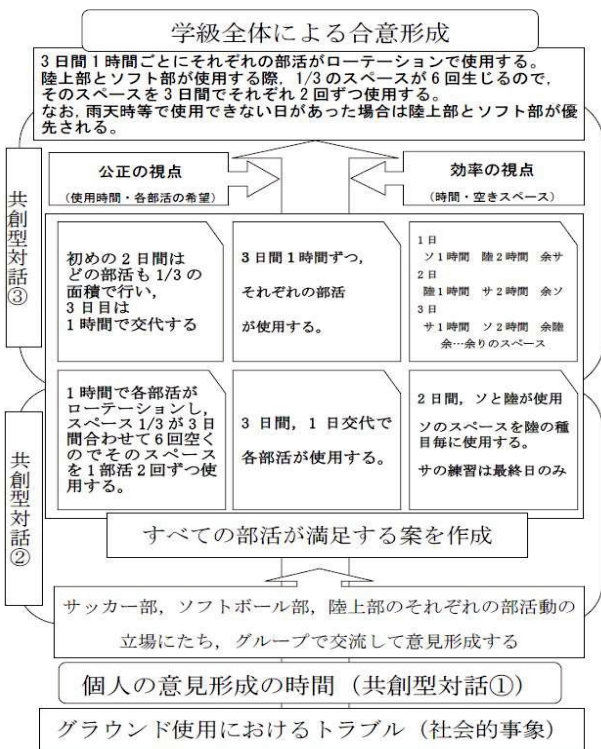 学級全体による合意形成
3日間1時間ごとにそれぞれの部活がローテーションで使用する。
陸上部とソフト部が使用する際，1/3のスペースが6回生じるので，
そのスペースを3日間でそれぞれ2回ずつ使用する。
なお，雨天時等で使用できない日があった場合は陸上部とソフト部が優
先される。
公正の視点
（使用時間・各部活の希望）
効率の視点
（時間・空きスペース）
共創型対話③
初めの2日間は
どの部活も1/3の
面積で行い，
3日目は
1時間で交代する
3日間1時間ずつ，
それぞれの部活
が使用する。
1日
ソ1時間　陸2時間　余サ
2日
陸1時間　サ2時間　余ソ
3日
サ1時間　ソ2時間　余陸
余…余りのスペース
共創型対話②
1時間で各部活が
ローテーションし，
スペース1/3が3日
間合わせて6回空く
のでそのスペース
を1部活2回ずつ使
用する。
3日間，1日交代で
各部活が使用する。
2日間，ソと陸が使用
ソのスペースを陸の種
目毎に使用する。
サの練習は最終日のみ
すべての部活が満足する案を作成
サッカー部，ソフトボール部，陸上部のそれぞれの部活動の
立場にたち，グループで交流して意見形成する
個人の意見形成の時間（共創型対話①）
グラウンド使用におけるトラブル（社会的事象）